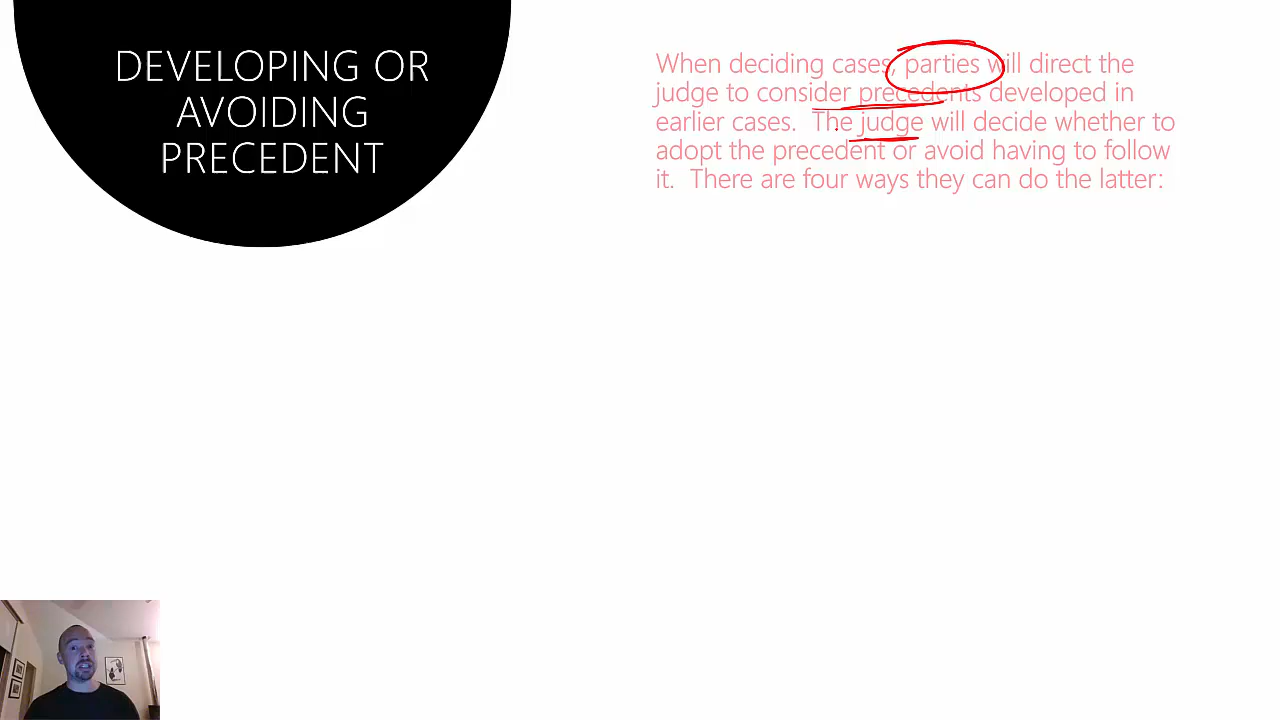 DEVELOPING OR
AVOIDING
PRECEDENT
When deciding cases, parties will direct the
judge to consider precedents developed in
earlier cases. The judge will decide whether to
adopt the precedent or avoid having to follow
it. There are four ways they can do the latter: